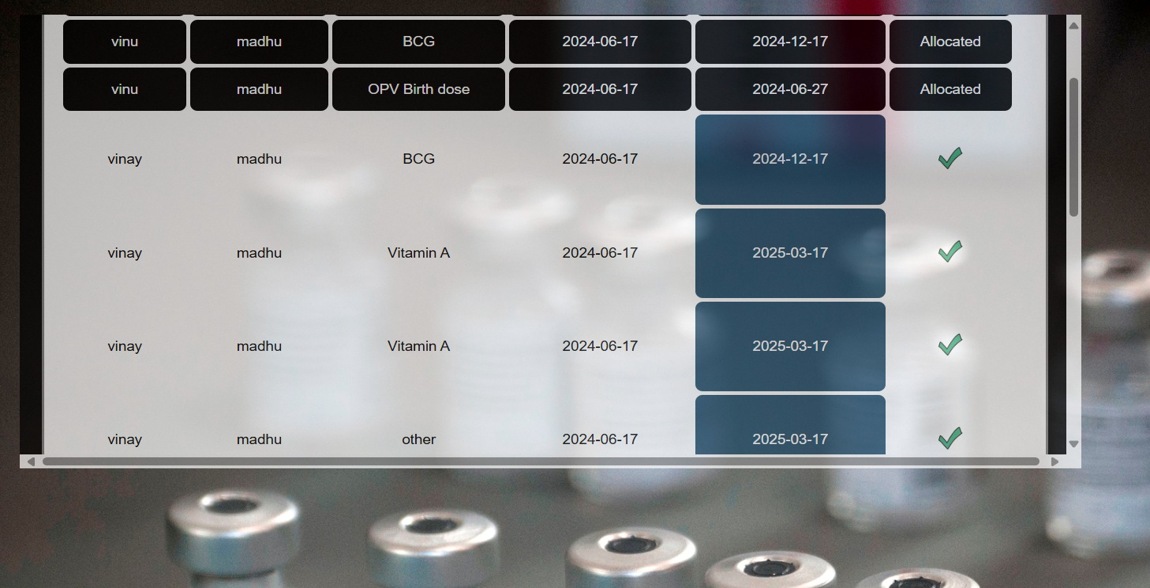 vinu madhu BCG 2024-06-17 2024-12-17 Allocated
vinu madhu OPV Birth dose 2024-06-17 2024-06-27 Allocated
vinay madhu BCG 2024-06-17 2024-12-17
vinay madhu Vitamin A 2024-06-17 2025-03-17
vinay madhu Vitamin A 2024-06-17 2025-03-17
vinay madhu other 2024-06-17 2025-03-17